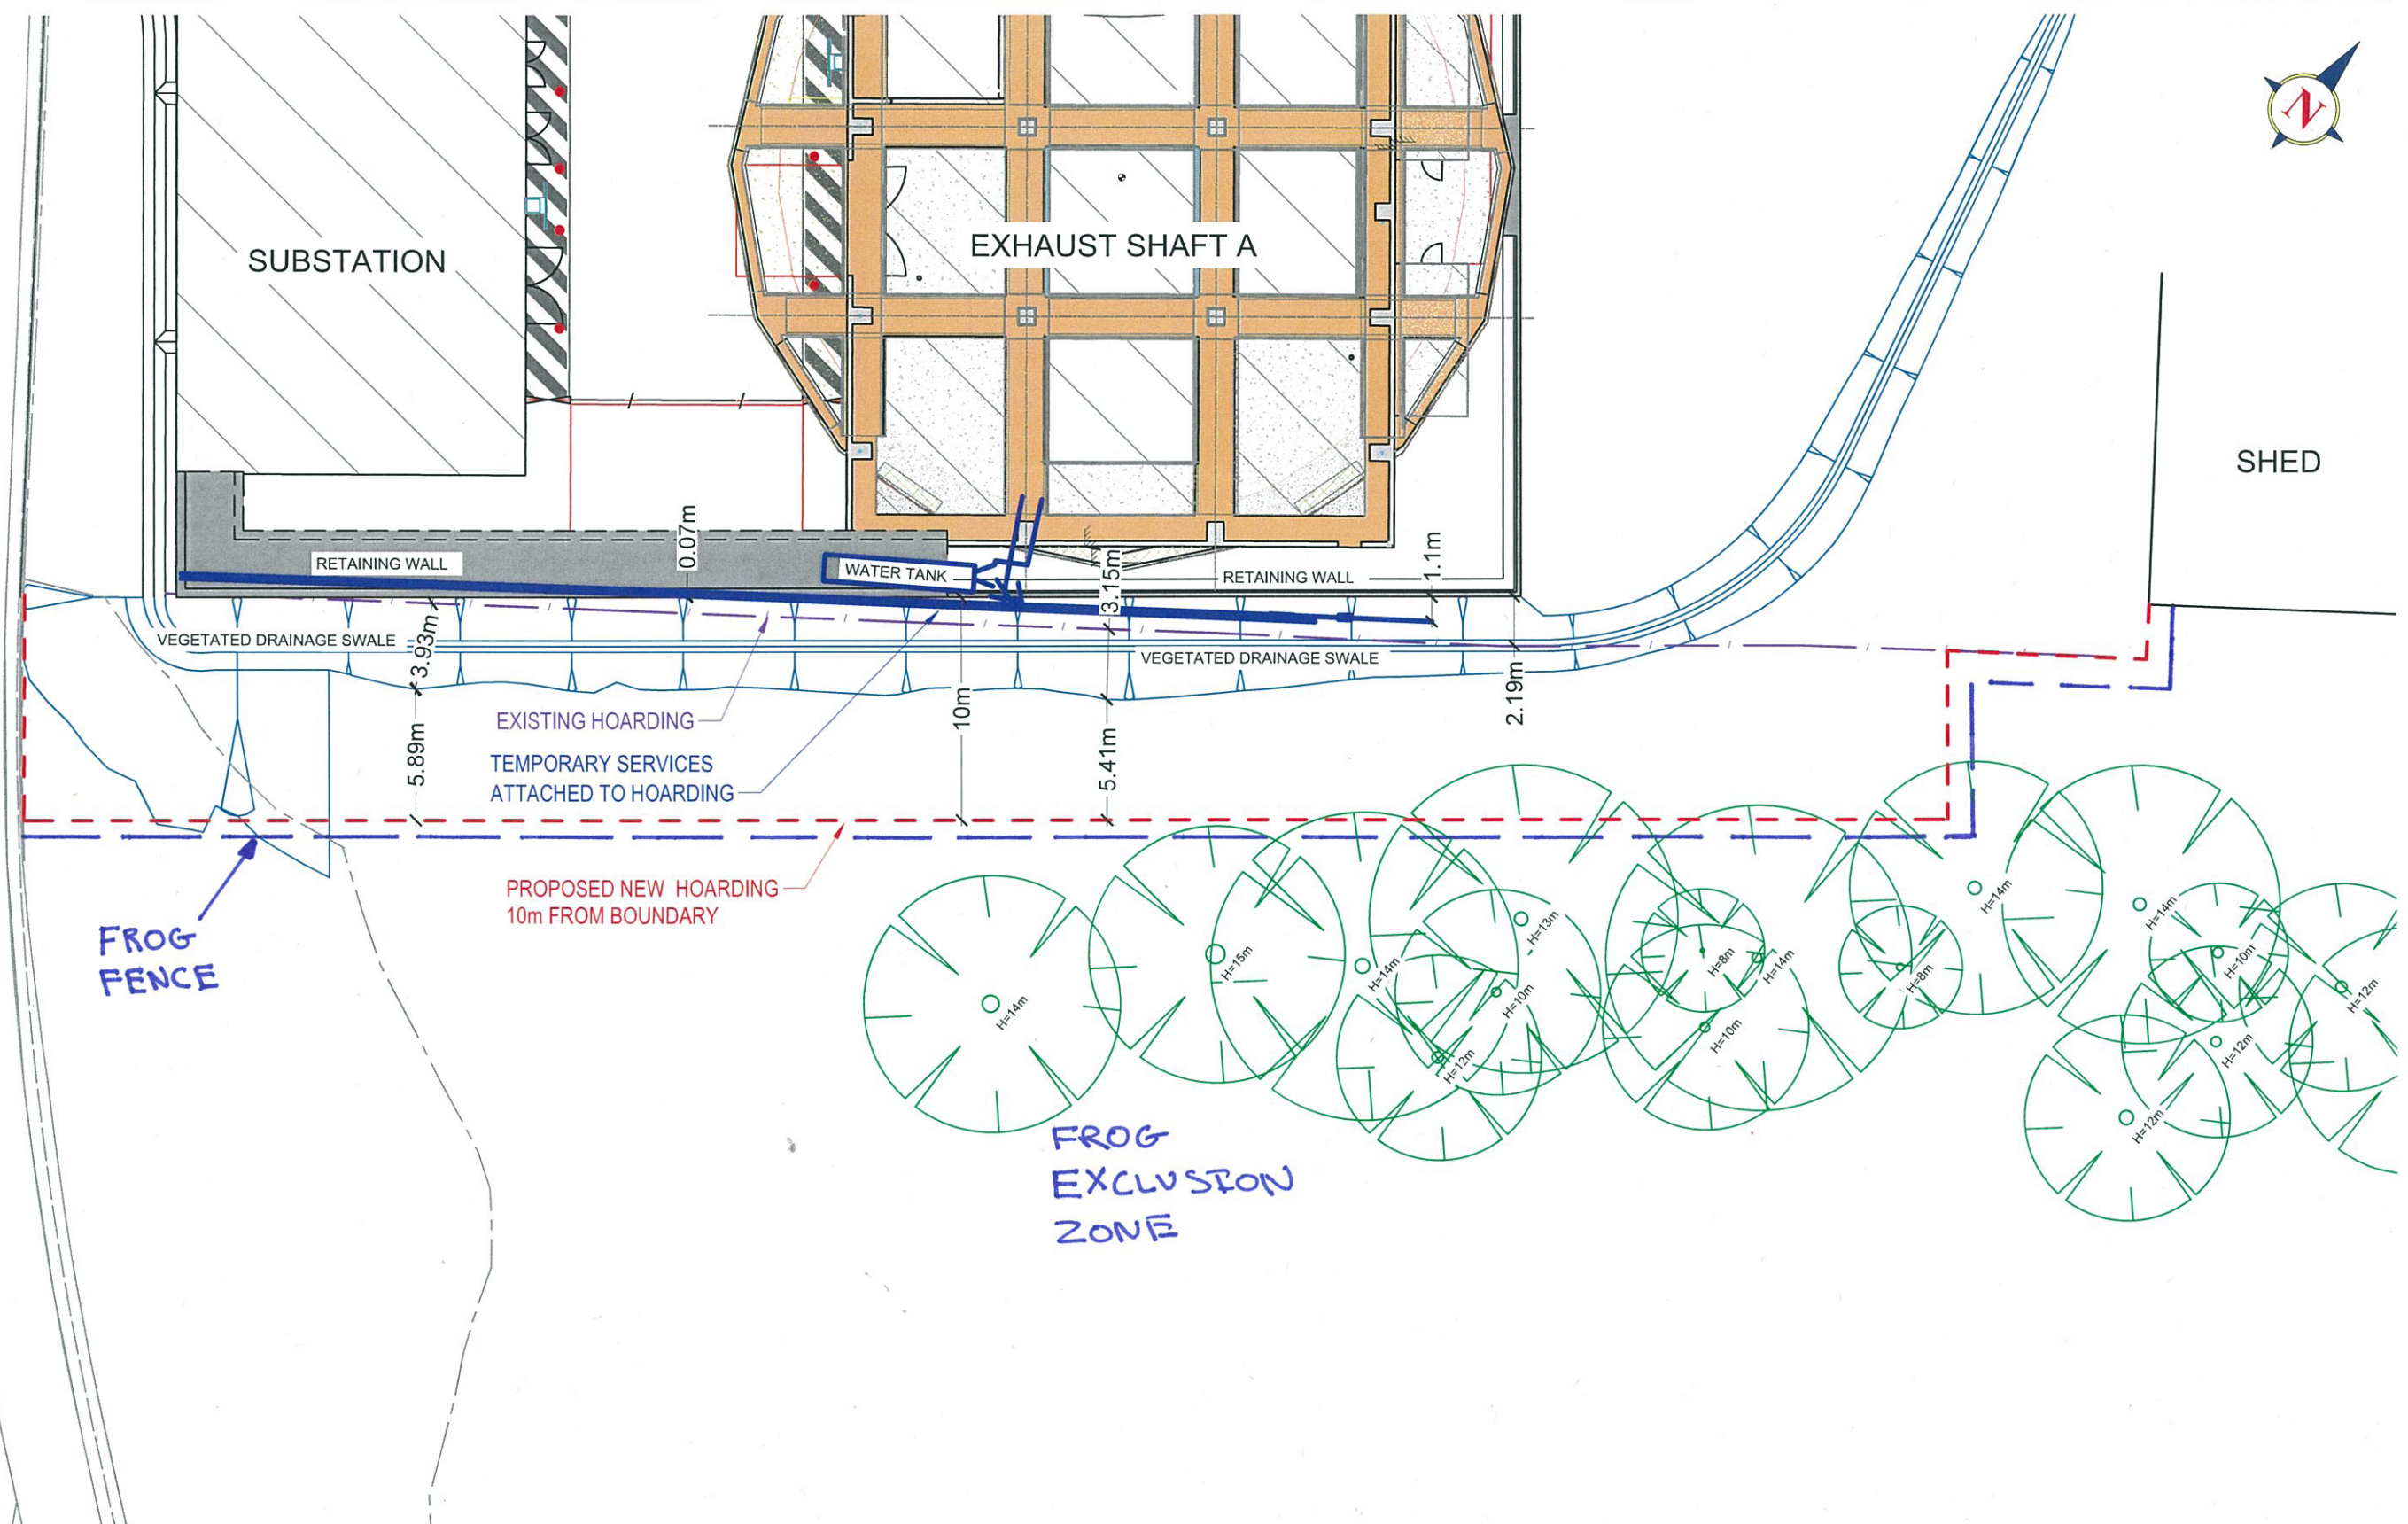 N
SUBSTATION
EXHAUST SHAFT A
SHED
0.07m
RETAINING WALL
WATER TANK
3.15m
RETAINING WALL
1.1m
VEGETATED DRAINAGE SWALE
3.93m
VEGETATED DRAINAGE SWALE
2.19m
EXISTING HOARDING
10m
5.89m
TEMPORARY SERVICES
ATTACHED TO HOARDING
5.41m
PROPOSED NEW HOARDING
10m FROM BOUNDARY
FROG
FENCE
H=14m
H=15m
H=14m
H=13m
H=10m
H=12m
H=8m
H=14m
H=10m
H=8m
H=14m
H=14m
H=10m
H=12m
H=12m
H=12m
FROG
EXCLUSION
ZONE